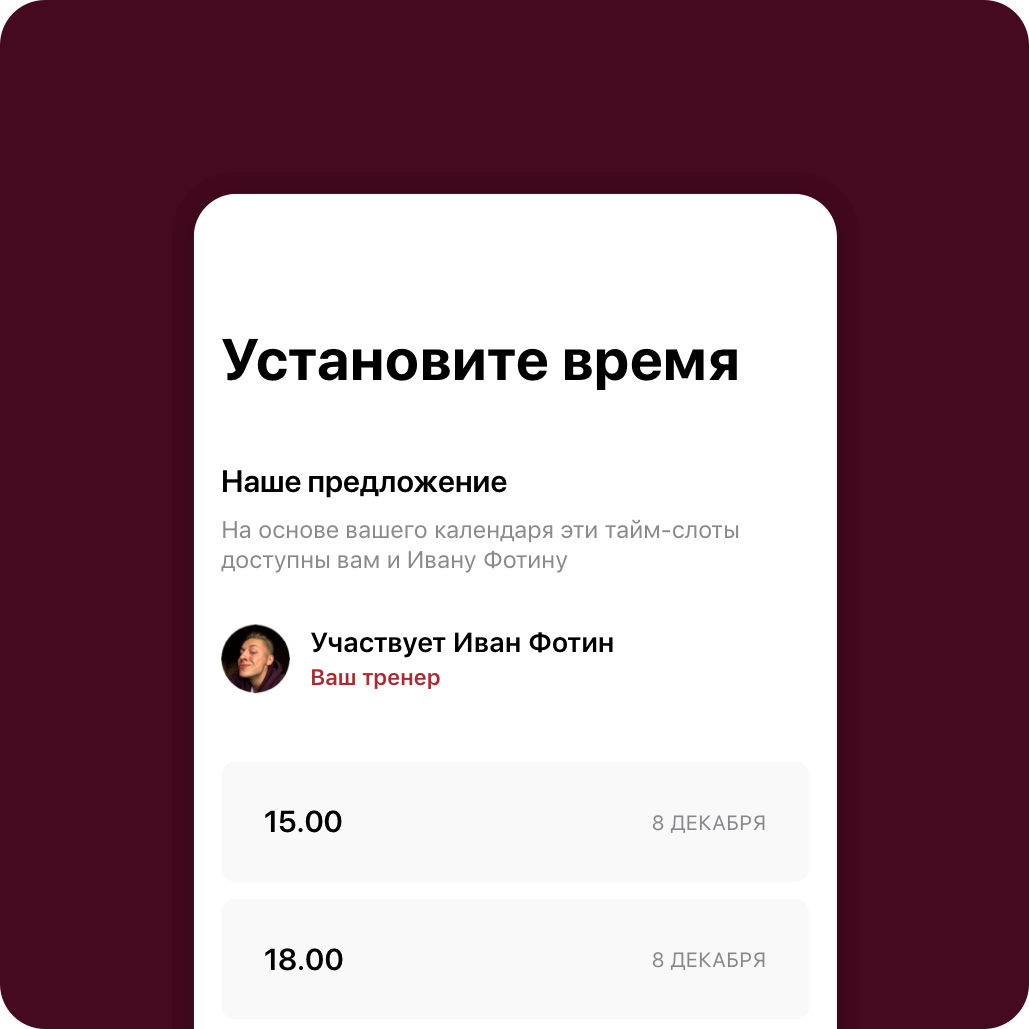 Установите время
Наше предложение
На основе вашего календаря эти тайм-слоты
доступны вам и Ивану Фотину
Участвует Иван Фотин
Ваш тренер
15.00 8 ДЕКАБРЯ
18.00 8 ДЕКАБРЯ